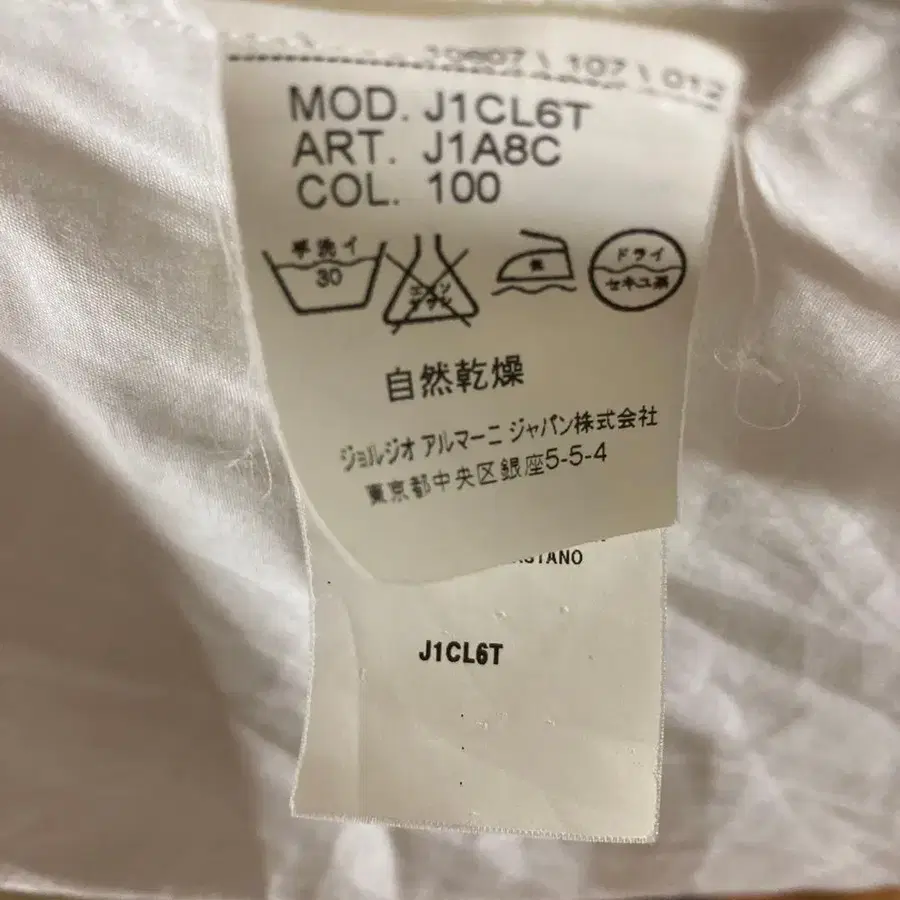 10607 \ 107 \ 012
MOD. J1CL6T
ART. J1A8C
COL. 100
手洗イ
30
エンソ
サラシ
ドライ
セキユ系
自然乾燥
ジョルジオ アルマーニ ジャパン株式会社
東京都中央区銀座5-5-4
J1CL6T